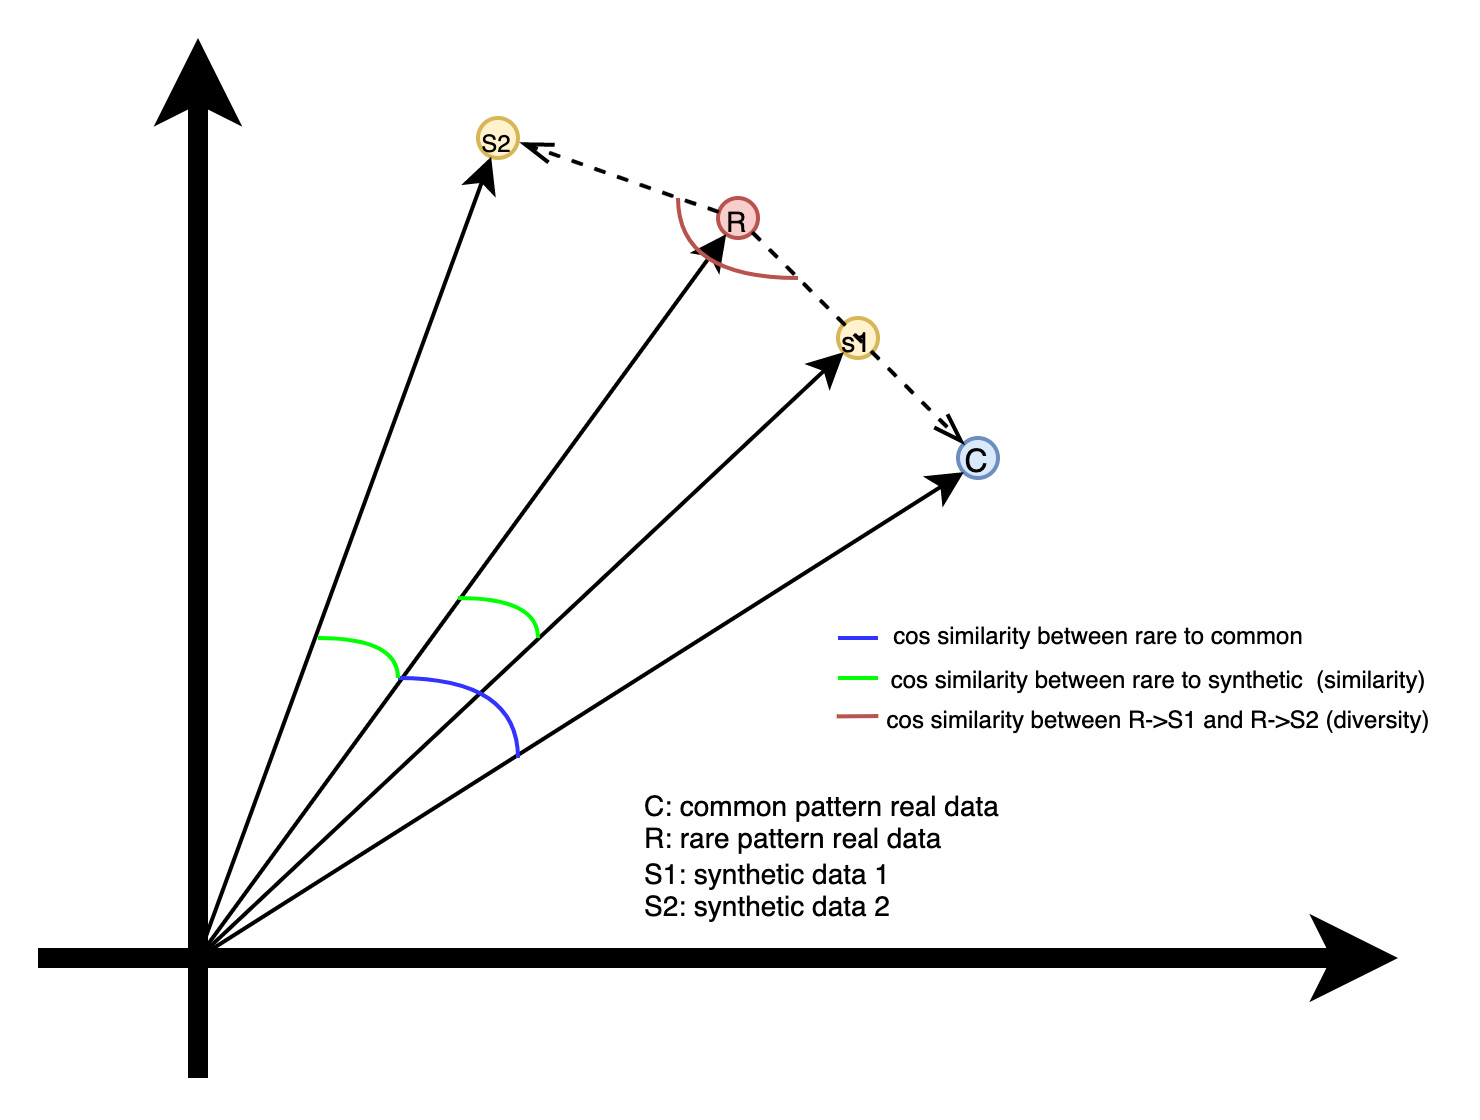 S2
R
s1
C
cos similarity between rare to common
cos similarity between rare to synthetic (similarity)
cos similarity between R->S1 and R->S2 (diversity)
C: common pattern real data
R: rare pattern real data
S1: synthetic data 1
S2: synthetic data 2